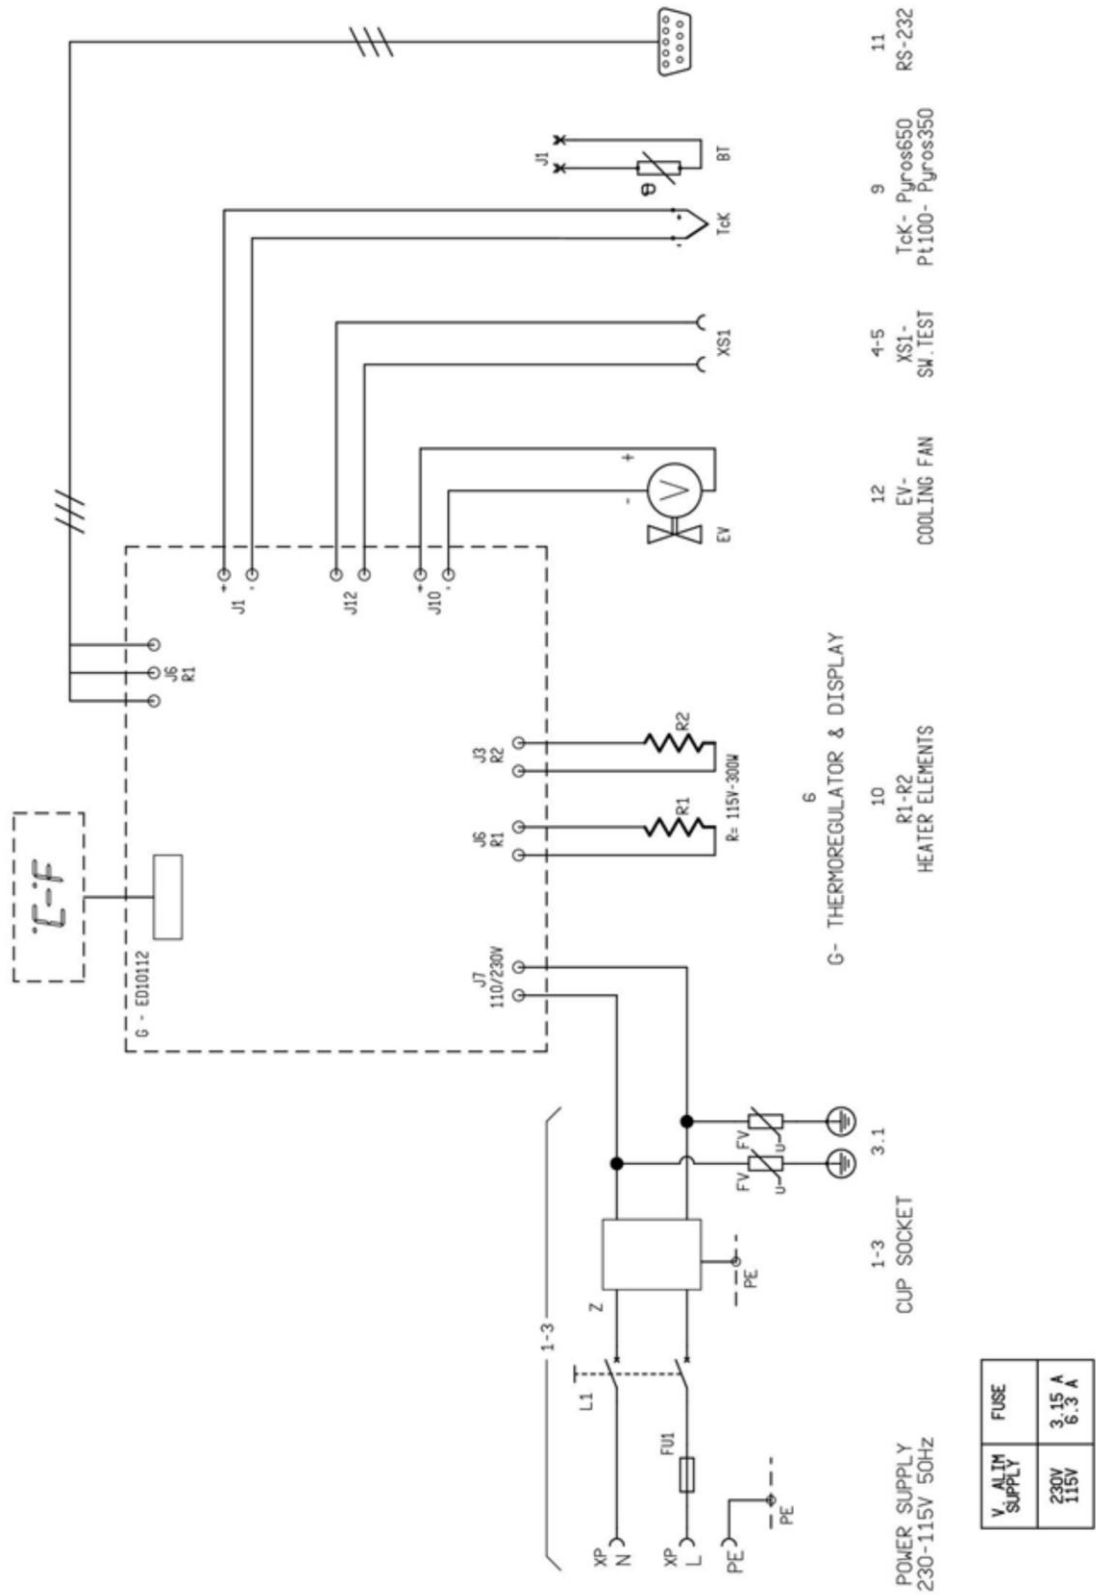 G - ED10112
°C-°F
J7
110/230V
J6
R1
J3
R2
J6
R1
J1
+
-
J12
J10
+
-
1-3
XP
N
XP
L
PE
PE
FU1
L1
Z
PE
FV
U
FV
U
R1
R2
R= 115V-300W
EV
-
+
XS1
TcK
-
+
J1
θ
BT
6
G- THERMOREGULATOR & DISPLAY
POWER SUPPLY
230-115V 50Hz
1-3
CUP SOCKET
3.1
10
R1-R2
HEATER ELEMENTS
12
EV-
COOLING FAN
4-5
XS1-
SW.TEST
9
TcK- Pyros650
Pt100- Pyros350
11
RS-232
V. ALIM
SUPPLY
FUSE
230V
115V
3.15 A
6.3 A